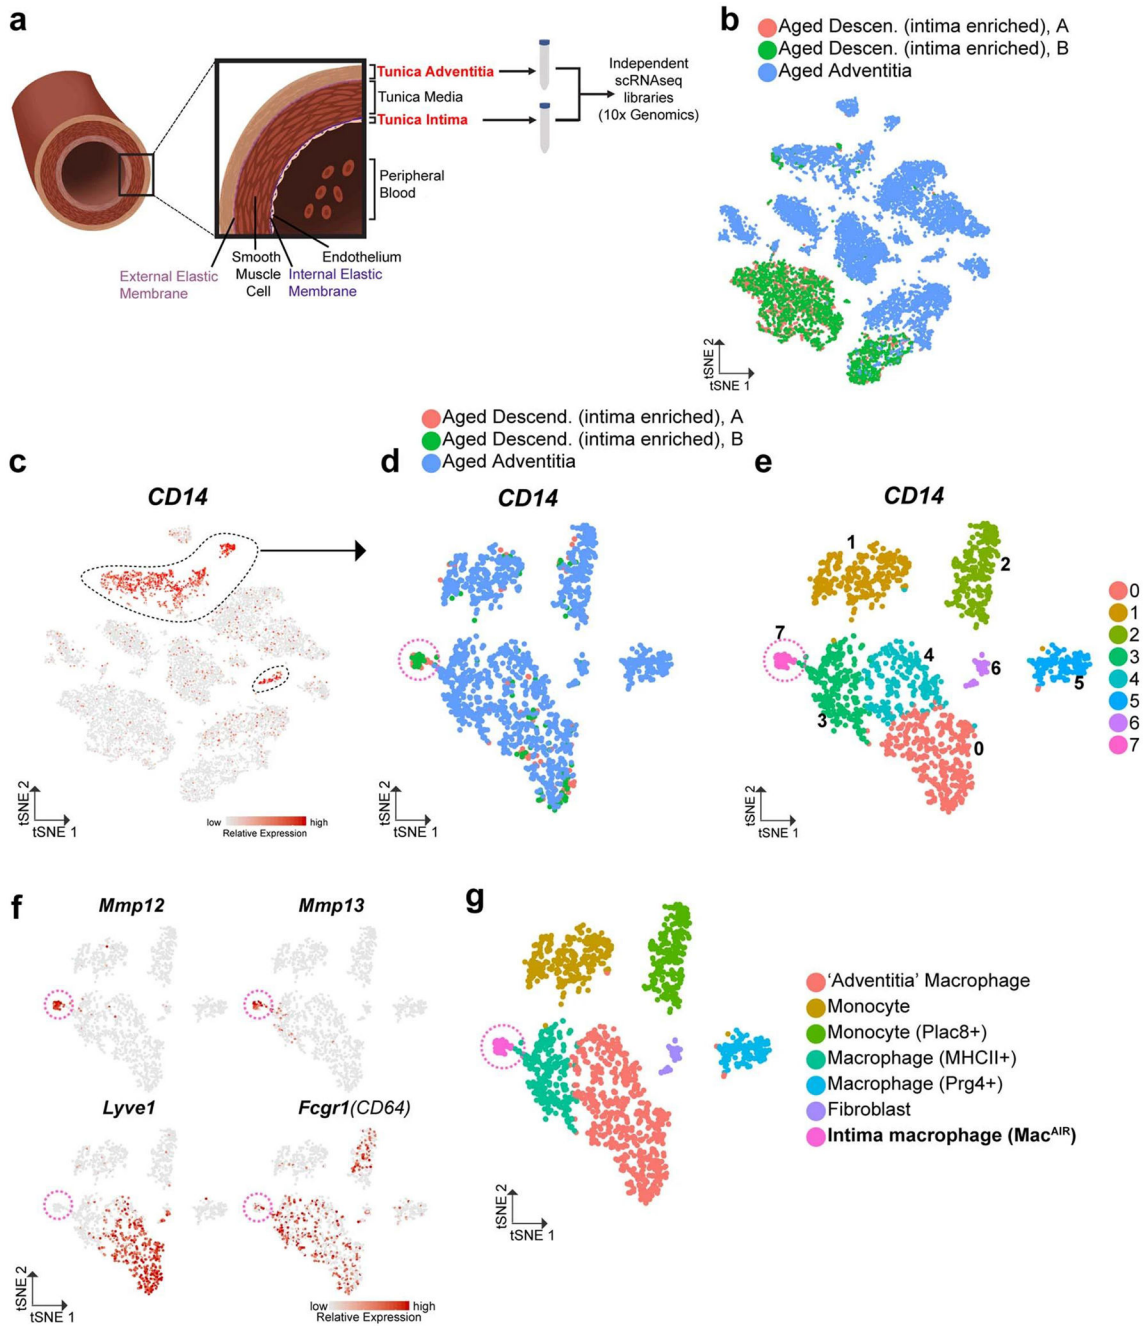 a
Tunica Adventitia
Tunica Media
Tunica Intima
Peripheral
Blood
Independent
scRNAseq
libraries
(10x Genomics)
Smooth
Muscle
Cell
Endothelium
External Elastic
Membrane
Internal Elastic
Membrane
b
Aged Descen. (intima enriched), A
Aged Descen. (intima enriched), B
Aged Adventitia
tSNE 2
tSNE 1
c
CD14
tSNE 2
tSNE 1
low high
Relative Expression
Aged Descend. (intima enriched), A
Aged Descend. (intima enriched), B
Aged Adventitia
d
CD14
7
tSNE 2
tSNE 1
e
CD14
1
2
7
4
6
5
3
0
0
1
2
3
4
5
6
7
tSNE 2
tSNE 1
f
Mmp12
Mmp13
Lyve1
Fcgr1(CD64)
tSNE 2
tSNE 1
low high
Relative Expression
g
'Adventitia' Macrophage
Monocyte
Monocyte (Plac8+)
Macrophage (MHCII+)
Macrophage (Prg4+)
Fibroblast
Intima macrophage (MacAIR)
tSNE 2
tSNE 1